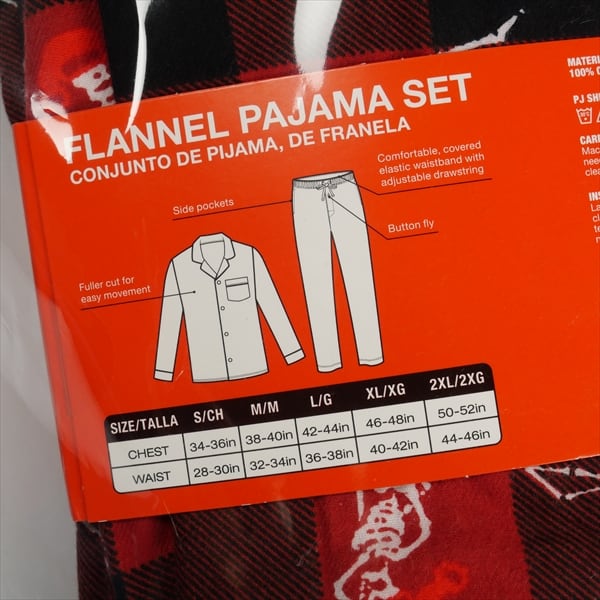 FLANNEL PAJAMA SET
CONJUNTO DE PIJAMA, DE FRANELA
Side pockets
Comfortable, covered
elastic waistband with
adjustable drawstring
Button fly
Fuller cut for
easy movement
SIZE/TALLA S/CH M/M L/G XL/XG 2XL/2XG
CHEST 34-36in 38-40in 42-44in 46-48in 50-52in
WAIST 28-30in 32-34in 36-38in 40-42in 44-46in
100%
PJ